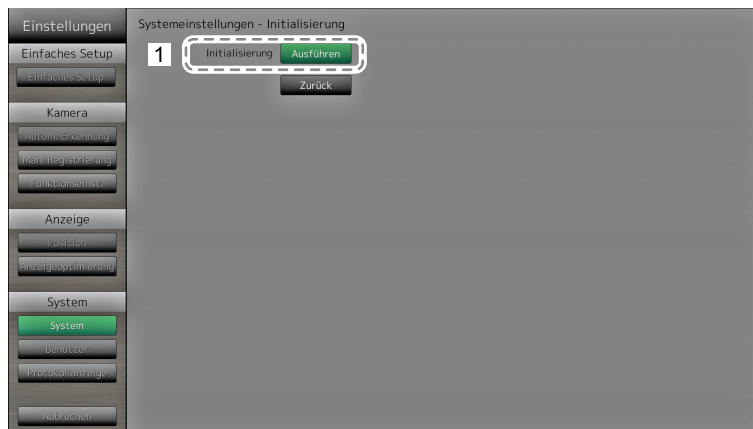 Einstellungen
Einfaches Setup
Einfaches Setup
Kamera
Autom. Erkennung
Man. Registrierung
Funktionseinst.
Anzeige
Position
Anzeigeoptimierung
System
System
Benutzer
Protokollanzeige
Abbrechen
Systemeinstellungen - Initialisierung
1 Initialisierung Ausführen
Zurück